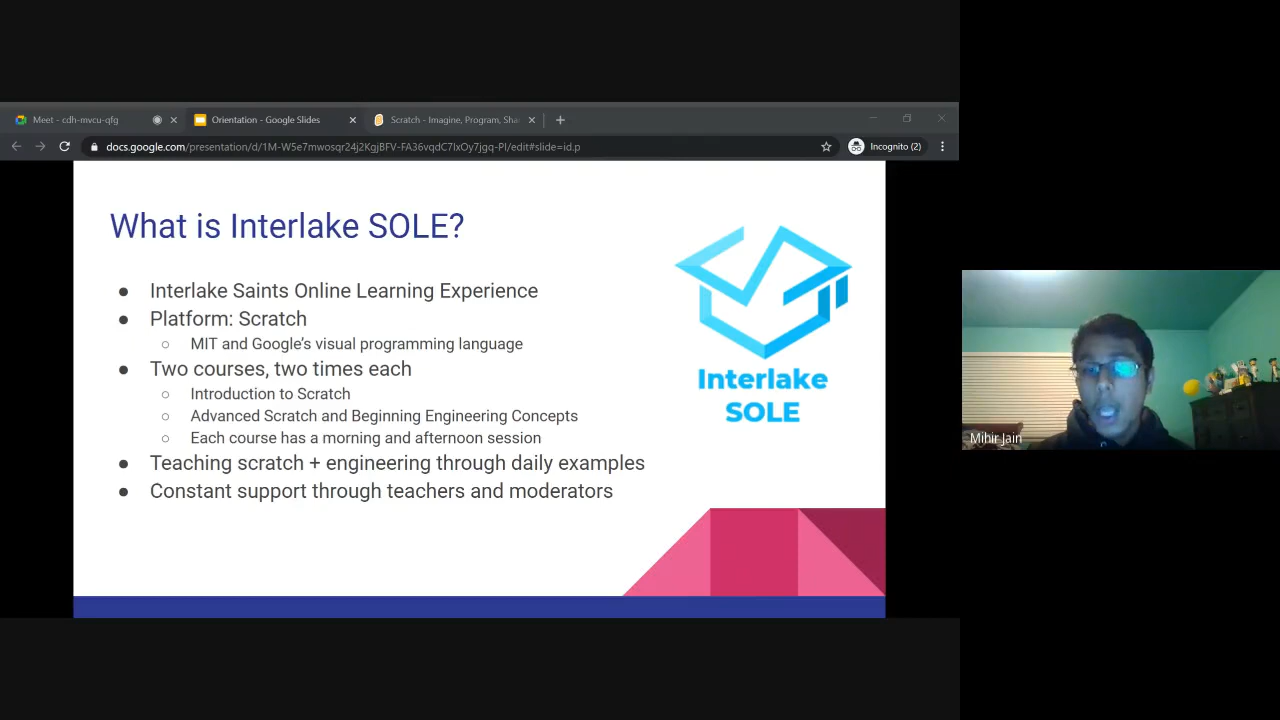 Meet - cdh-mvcu-qfg
Orientation - Google Slides
Scratch - Imagine, Program, Sha
docs.google.com/presentation/d/1M-W5e7mwosqr24j2KgjBFV-FA36vqdC7lxOy7jgq-PI/edit#slide=id.p
Incognito (2)
What is Interlake SOLE?
Interlake Saints Online Learning Experience
Platform: Scratch
MIT and Google's visual programming language
Two courses, two times each
Introduction to Scratch
Advanced Scratch and Beginning Engineering Concepts
Each course has a morning and afternoon session
Teaching scratch + engineering through daily examples
Constant support through teachers and moderators
Interlake
SOLE
Mihir Jain